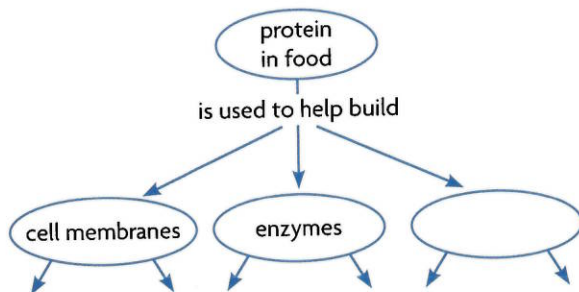 protein
in food
is used to help build
cell membranes
enzymes